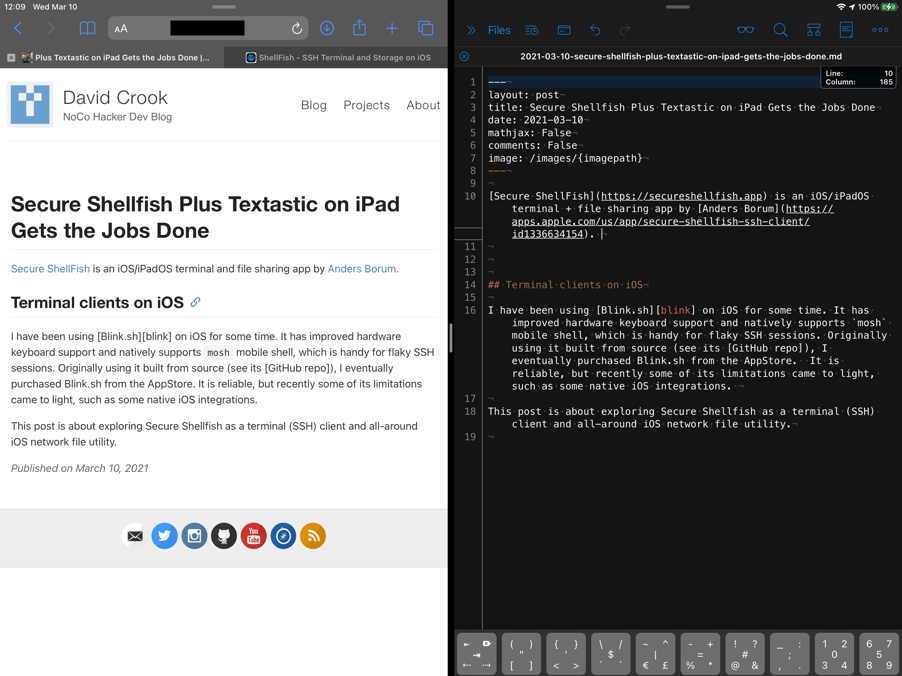 12:09 Wed Mar 10
100%
AA
Plus Textastic on iPad Gets the Jobs Done |...
ShellFish - SSH Terminal and Storage on iOS
David Crook
NoCo Hacker Dev Blog
Blog Projects About
Secure Shellfish Plus Textastic on iPad
Gets the Jobs Done
Secure ShellFish is an iOS/iPadOS terminal and file sharing app by Anders Borum.
Terminal clients on iOS
I have been using [Blink.sh][blink] on iOS for some time. It has improved hardware
keyboard support and natively supports mosh mobile shell, which is handy for flaky SSH
sessions. Originally using it built from source (see its [GitHub repo]), I eventually
purchased Blink.sh from the AppStore. It is reliable, but recently some of its limitations
came to light, such as some native iOS integrations.
This post is about exploring Secure Shellfish as a terminal (SSH) client and all-around
iOS network file utility.
Published on March 10, 2021
You Tube
Files
2021-03-10-secure-shellfish-plus-textastic-on-ipad-gets-the-jobs-done.md
Line: 10
Column: 185
1 ---¬
2 layout: post¬
3 title: Secure Shellfish Plus Textastic on iPad Gets the Jobs Done¬
4 date: 2021-03-10¬
5 mathjax: False¬
6 comments: False¬
7 image: /images/{imagepath}¬
8 ---¬
9 ¬
10 [Secure ShellFish](https://secureshellfish.app) is an iOS/iPadOS
terminal + file sharing app by [Anders Borum](https://
apps.apple.com/us/app/secure-shellfish-ssh-client/
id1336634154). ¬
11 ¬
12 ¬
13 ¬
14 ## Terminal clients on iOS¬
15 ¬
16 I have been using [Blink.sh][blink] on iOS for some time. It has
improved hardware keyboard support and natively supports `mosh`
mobile shell, which is handy for flaky SSH sessions. Originally
using it built from source (see its [GitHub repo]), I
eventually purchased Blink.sh from the AppStore.  It is
reliable, but recently some of its limitations came to light,
such as some native iOS integrations. ¬
17 ¬
18 This post is about exploring Secure Shellfish as a terminal (SSH)
client and all-around iOS network file utility.¬
19 ¬
( ) { } \ / ~ ^ - + ! ? _ : 1 2 6 7
" ' $ | = # ; 0 5
[ ] < > ` ´ € £ % * @ & , . 3 4 8 9